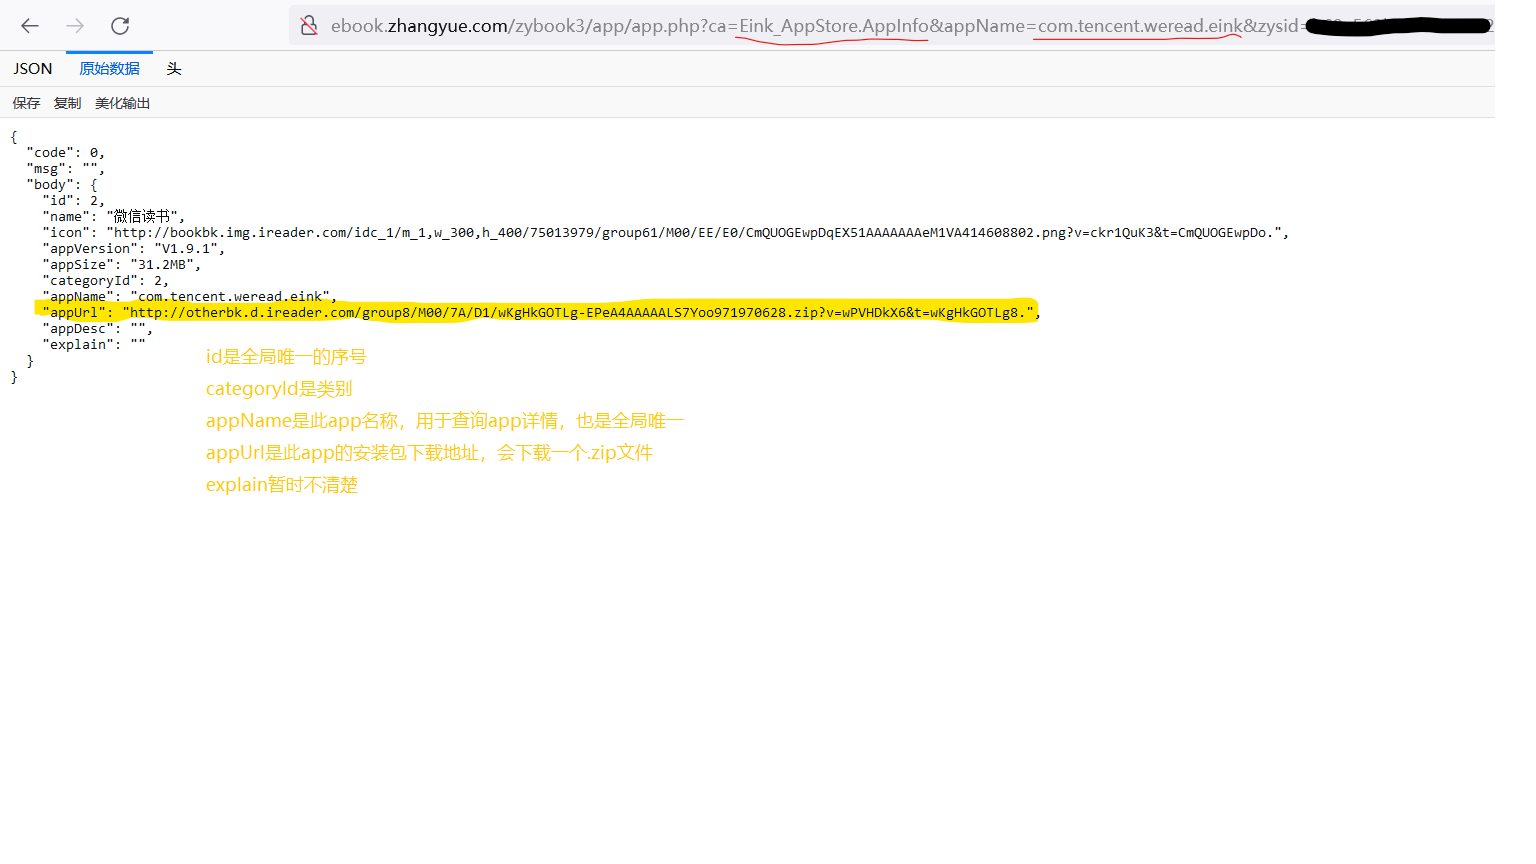 ebook.zhangyue.com/zybook3/app/app.php?ca=Eink_AppStore.AppInfo&appName=com.tencent.weread.eink&zysid=
JSON 原始数据 头
保存 复制 美化输出
{
"code": 0,
"msg": "",
"body": {
"id": 2,
"name": "微信读书",
"icon": "http://bookbk.img.ireader.com/idc_1/m_1,w_300,h_400/75013979/group61/M00/EE/E0/CmQUOGEwpDqEX51AAAAAAAeM1VA414608802.png?v=ckr1QuK3&t=CmQUOGEwpDo.",
"appVersion": "V1.9.1",
"appSize": "31.2MB",
"categoryId": 2,
"appName": "com.tencent.weread.eink",
"appUrl": "http://otherbk.d.ireader.com/group8/M00/7A/D1/wKgHkGOTLg-EPeA4AAAAALS7Yoo971970628.zip?v=wPVHDkX6&t=wKgHkGOTLg8.",
"appDesc": "",
"explain": ""
}
}
id是全局唯一的序号
categoryId是类别
appName是此app名称，用于查询app详情，也是全局唯一
appUrl是此app的安装包下载地址，会下载一个.zip文件
explain暂时不清楚